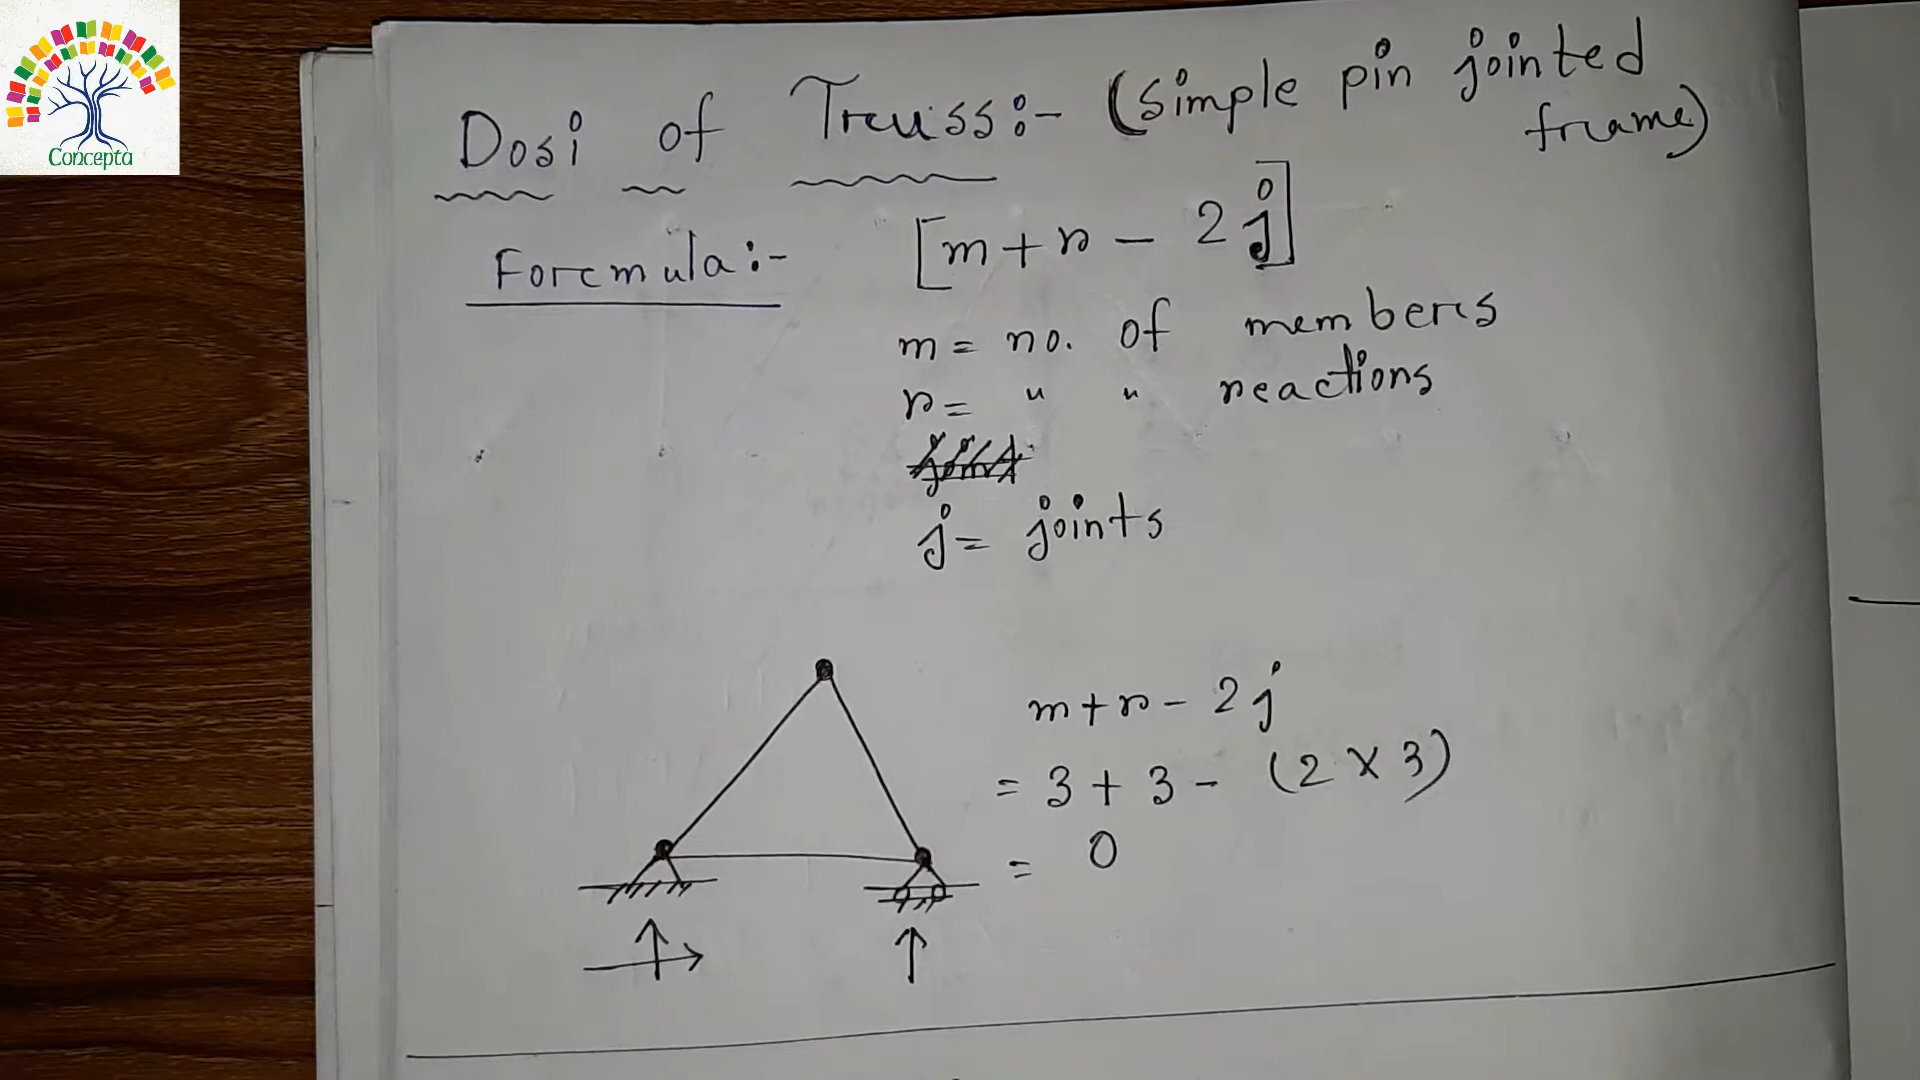 Concepta
Dosi of Truss:- (simple pin jointed frame)
Formula:- [m+r - 2j]
m = no. of members
r = " " reactions
j = joints
m+r - 2j
= 3 + 3 - (2 x 3)
= 0